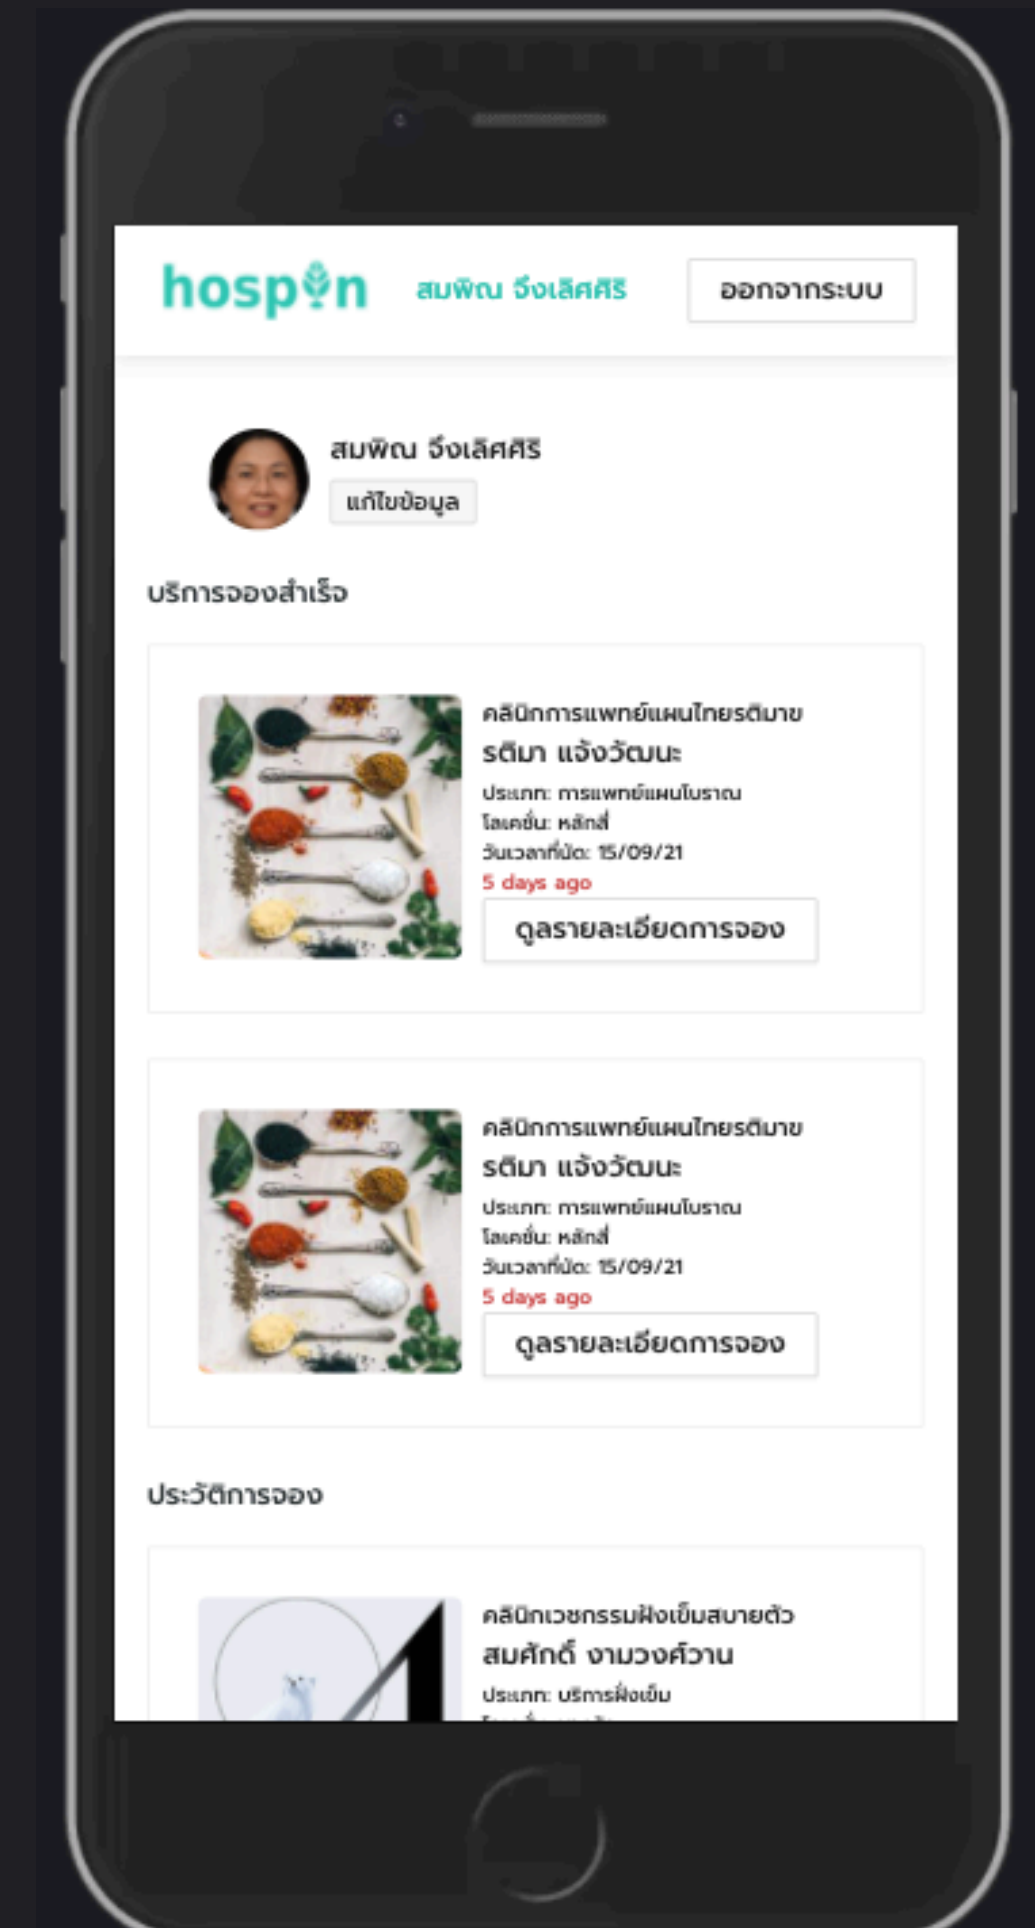 hospin
สมพิณ จึงเลิศศิริ
ออกจากระบบ
สมพิณ จึงเลิศศิริ
แก้ไขข้อมูล
บริการจองสำเร็จ
คลินิกการแพทย์แผนไทยรติมาข
รติมา แจ้งวัฒนะ
ประเภท: การแพทย์แผนโบราณ
โลเคชั่น: หลักสี่
วันเวลาที่นัด: 15/09/21
5 days ago
ดูลรายละเอียดการจอง
คลินิกการแพทย์แผนไทยรติมาข
รติมา แจ้งวัฒนะ
ประเภท: การแพทย์แผนโบราณ
โลเคชั่น: หลักสี่
วันเวลาที่นัด: 15/09/21
5 days ago
ดูลรายละเอียดการจอง
ประวัติการจอง
คลินิกเวชกรรมฝังเข็มสบายตัว
สมศักดิ์ งามวงศ์วาน
ประเภท: บริการฝั่งเข็ม